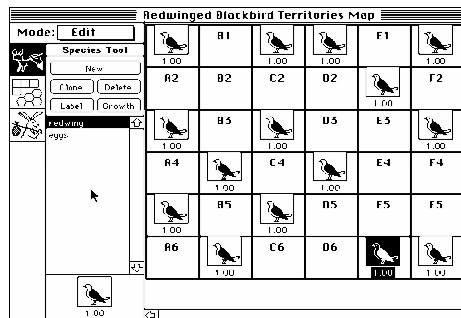 Redwinged Blackbird Territories Map
Mode: Edit
Species Tool
New
Clone Delete
Label Growth
redwing
eggs
1.00
B1 E1
1.00 1.00 1.00 1.00
A2 B2 C2 D2 F2
1.00
B3 D3 E3
1.00 1.00 1.00
A4 C4 E4 F4
1.00 1.00
B5 D5 E5 F5
1.00 1.00
A6 C6 D6
1.00 1.00 1.00